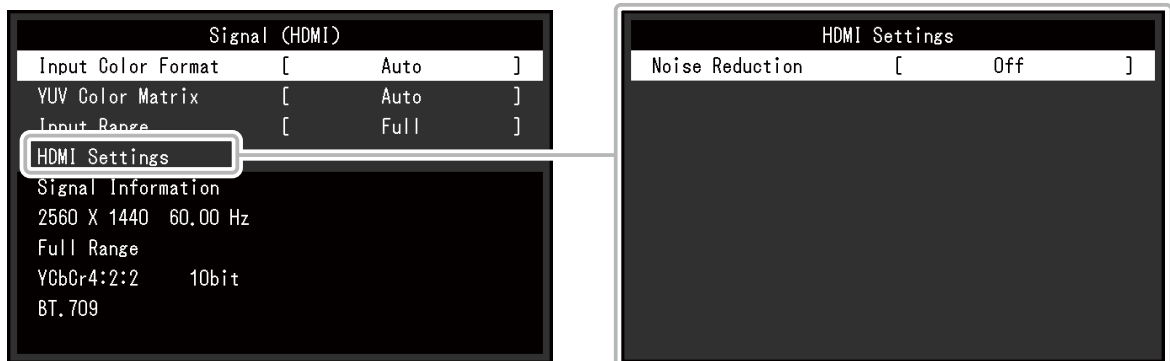 Signal (HDMI)
Input Color Format [ Auto ]
YUV Color Matrix [ Auto ]
Input Range [ Full ]
HDMI Settings
Signal Information
2560 X 1440 60.00 Hz
Full Range
YCbCr4:2:2 10bit
BT.709
HDMI Settings
Noise Reduction [ Off ]